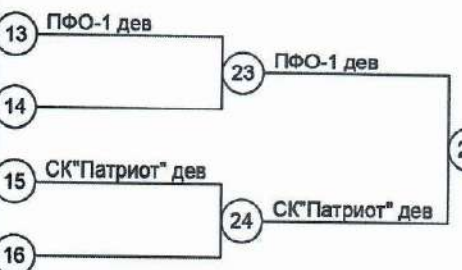 13 ПФО-1 дев
23 ПФО-1 дев
14
15 СК"Патриот" дев
24 СК"Патриот" дев
16